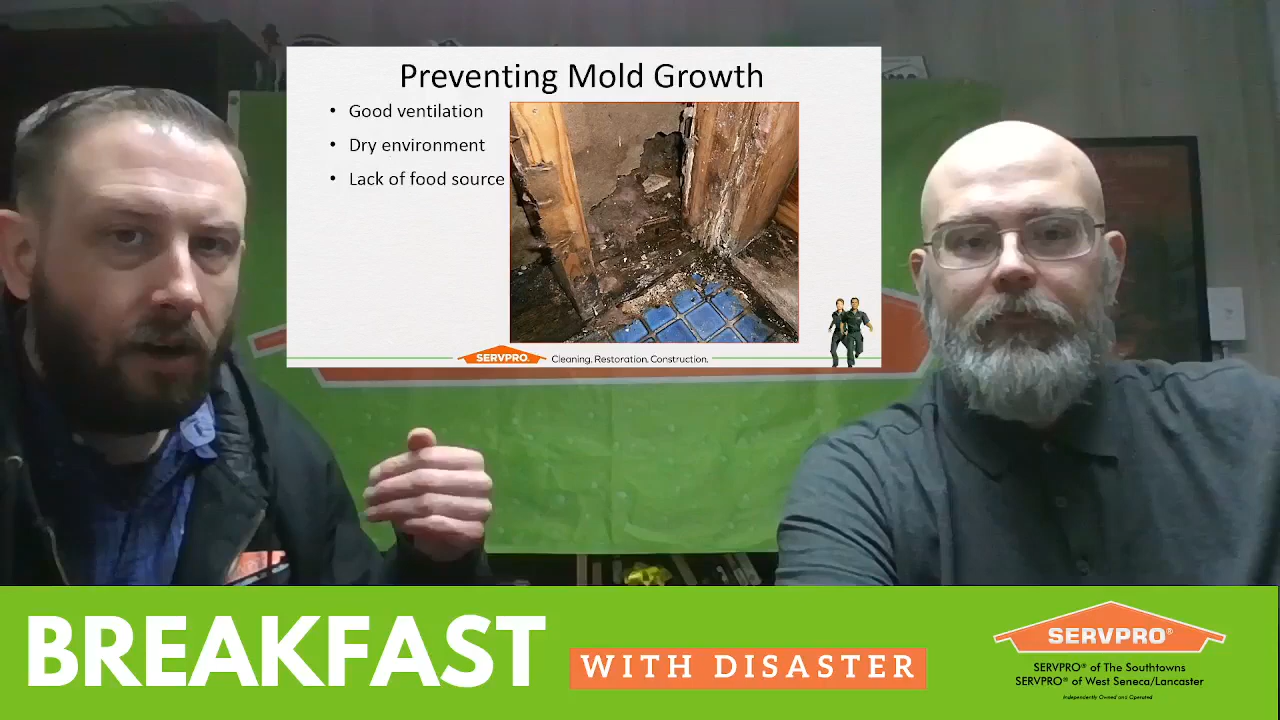 Preventing Mold Growth
• Good ventilation
• Dry environment
• Lack of food source
SERVPRO. Cleaning. Restoration. Construction.
BREAKFAST
WITH DISASTER
SERVPRO®
SERVPRO® of The Southtowns
SERVPRO® of West Seneca/Lancaster
Independently Owned and Operated